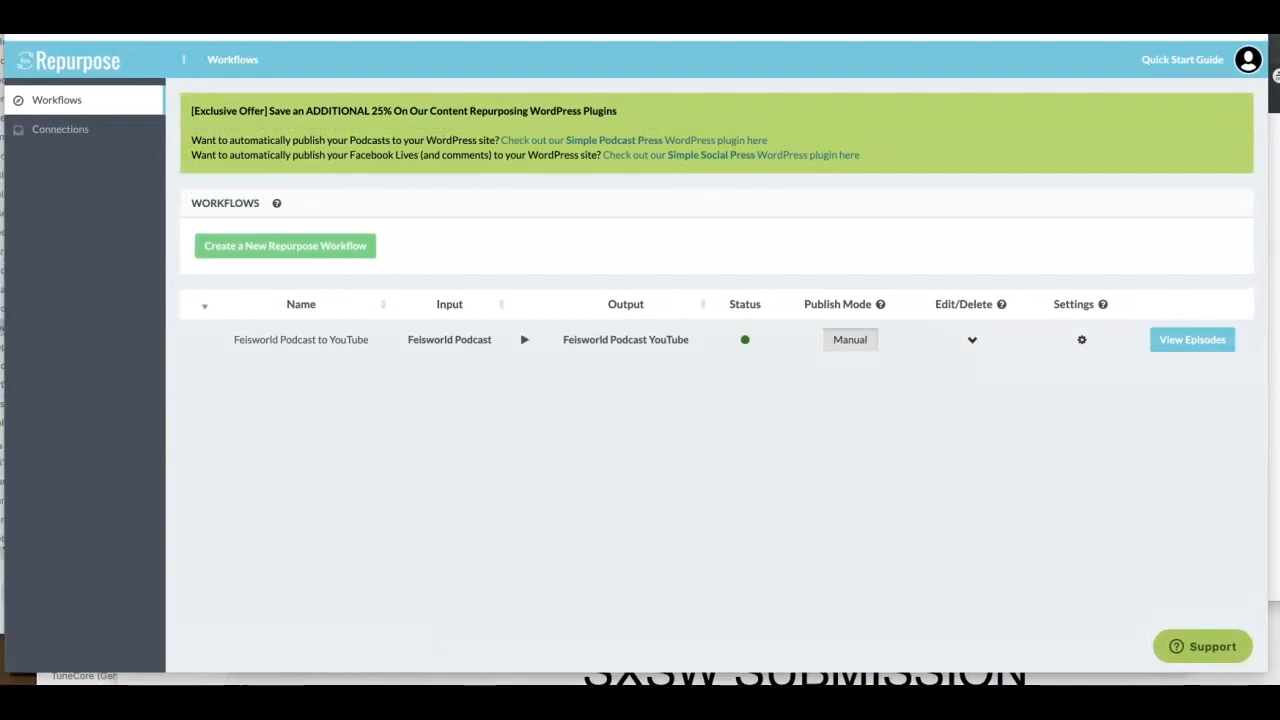 Repurpose
Workflows
Quick Start Guide
Workflows
Connections
[Exclusive Offer] Save an ADDITIONAL 25% On Our Content Repurposing WordPress Plugins
Want to automatically publish your Podcasts to your WordPress site? Check out our Simple Podcast Press WordPress plugin here
Want to automatically publish your Facebook Lives (and comments) to your WordPress site? Check out our Simple Social Press WordPress plugin here
WORKFLOWS
Create a New Repurpose Workflow
Name Input Output Status Publish Mode Edit/Delete Settings
Feisworld Podcast to YouTube Feisworld Podcast Feisworld Podcast YouTube Manual View Episodes
Support
TuneCore (Ger
SXSW SUBMISSION